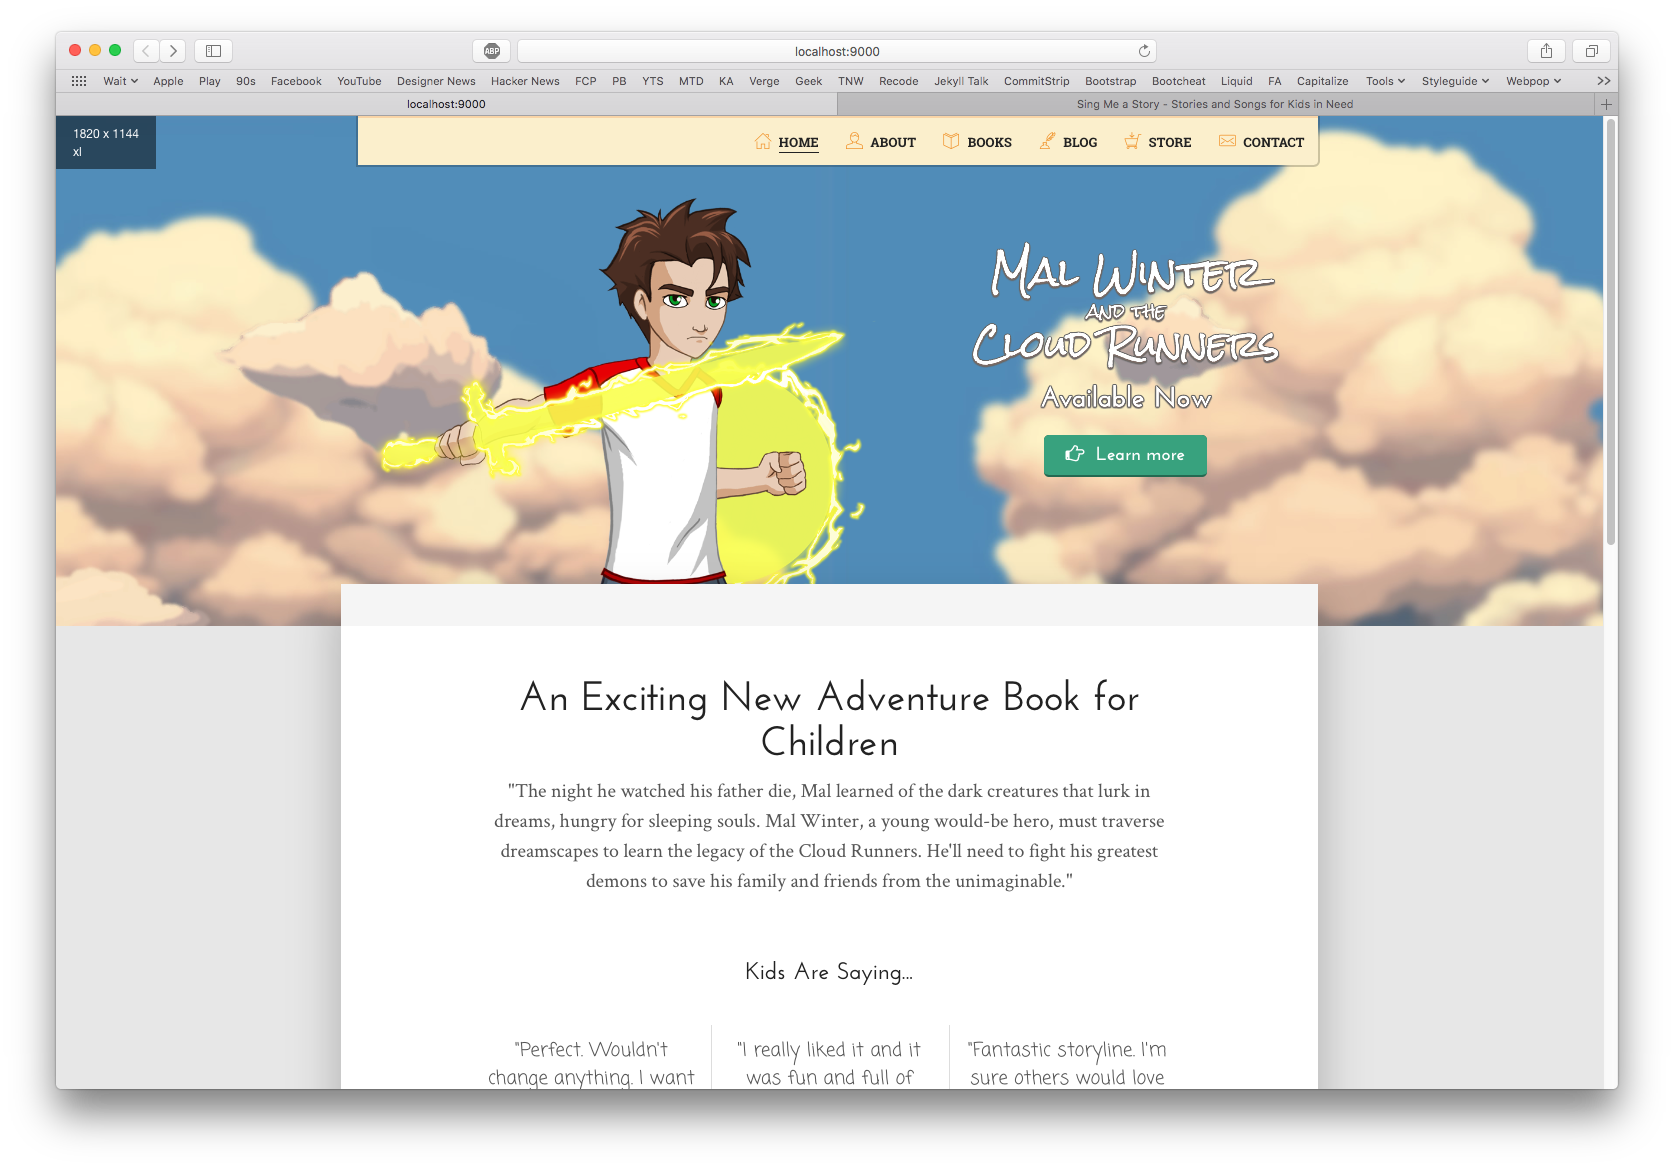 ABP
localhost:9000
Wait Apple Play 90s Facebook YouTube Designer News Hacker News FCP PB YTS MTD KA Verge Geek TNW Recode Jekyll Talk CommitStrip Bootstrap Bootcheat Liquid FA Capitalize Tools Styleguide Webpop
localhost:9000 Sing Me a Story - Stories and Songs for Kids in Need
1820 x 1144
xl
HOME ABOUT BOOKS BLOG STORE CONTACT
Mal Winter
and the
Cloud Runners
Available Now
Learn more
An Exciting New Adventure Book for
Children
"The night he watched his father die, Mal learned of the dark creatures that lurk in
dreams, hungry for sleeping souls. Mal Winter, a young would-be hero, must traverse
dreamscapes to learn the legacy of the Cloud Runners. He'll need to fight his greatest
demons to save his family and friends from the unimaginable."
Kids Are Saying...
"Perfect. Wouldn't
change anything. I want
"I really liked it and it
was fun and full of
"Fantastic storyline. I'm
sure others would love